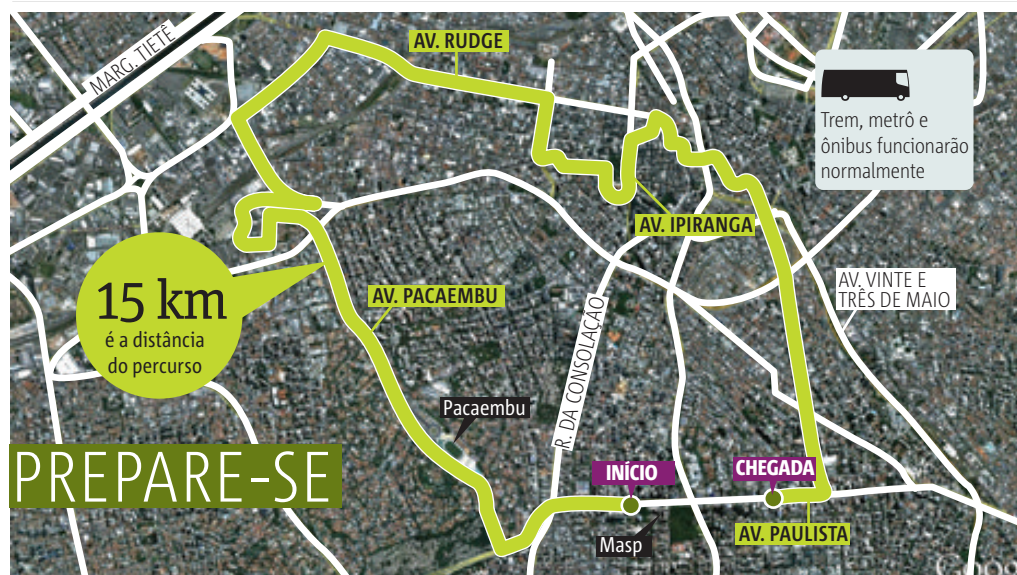 AV. RUDGE
MARG. TIETÊ
Trem, metrô e
ônibus funcionarão
normalmente
AV. IPIRANGA
AV. VINTE E
TRÊS DE MAIO
15 km
é a distância
do percurso
AV. PACAEMBU
R. DA CONSOLAÇÃO
Pacaembu
PREPARE-SE
INÍCIO
CHEGADA
AV. PAULISTA
Masp